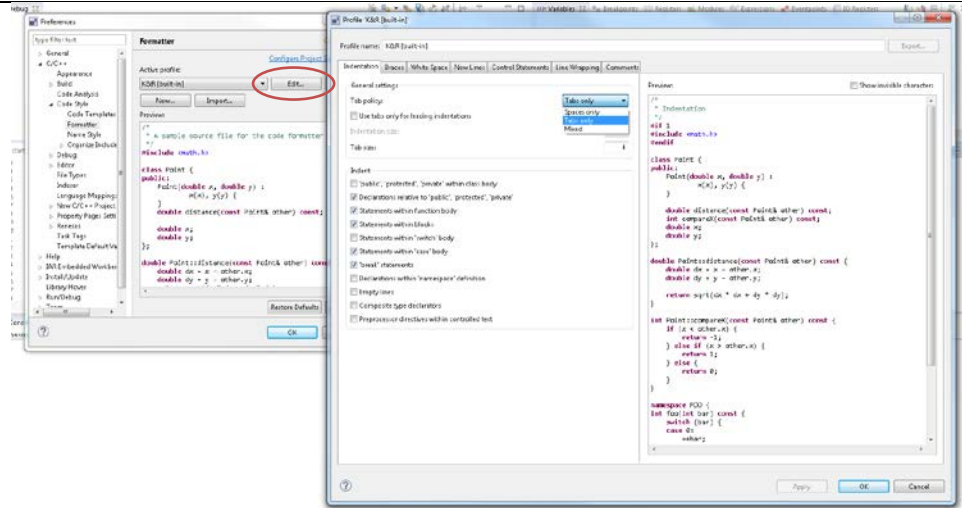 Preferences
type filter text
General
C/C++
Appearance
Build
Code Analysis
Code Style
Code Templates
Formatter
Name Style
Organize Include
Debug
Editor
File Types
Indexer
Language Mappings
New C/C++ Project
Property Pages Setti
Renesas
Task Tags
Template Default Va
Help
Install/Update
Library Hover
Run/Debug
Team
Formatter
Configure Project S
Active profile:
K&R [built-in]
Edit...
New...
Import...
Preview:
/*
* A sample source file for the code formatter
#include <math.h>
class Point {
public:
Point(double x, double y) :
x(x), y(y) {
}
double distance(const Point& other) const;
double x;
double y;
};
double Point::distance(const Point& other) cons
double dx = x - other.x;
double dy = y - other.y;
Restore Defaults
OK
Profile 'K&R [built-in]'
Profile name:
K&R [built-in]
Export...
Indentation
Braces
White Space
New Lines
Control Statements
Line Wrapping
Comments
General settings
Tab policy:
Tabs only
Spaces only
Tabs only
Mixed
Use tabs only for leading indentations
Indentation size:
Tab size:
4
Indent
'public', 'protected', 'private' within class body
Declarations relative to 'public', 'protected', 'private'
Statements within function body
Statements within blocks
Statements within 'switch' body
Statements within 'case' body
'break' statements
Declarations within 'namespace' definition
Empty lines
Composite type declarators
Preprocessor directives within controlled text
Preview:
Show invisible characters
/*
* Indentation
*/
#if 1
#include <math.h>
#endif
class Point {
public:
Point(double x, double y) :
x(x), y(y) {
}
double distance(const Point& other) const;
int compareX(const Point& other) const;
double x;
double y;
};
double Point::distance(const Point& other) const {
double dx = x - other.x;
double dy = y - other.y;
return sqrt(dx * dx + dy * dy);
}
int Point::compareX(const Point& other) const {
if (x < other.x) {
return -1;
} else if (x > other.x) {
return 1;
} else {
return 0;
}
}
namespace FOO {
int foo(int bar) const {
switch (bar) {
case 0:
++bar;
Apply
OK
Cancel